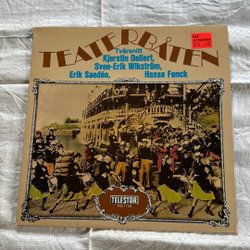 TEATERBÅTEN
Tvärsnitt
Kjerstin Dellert,
Sven-Erik Wikström,
Erik Saedén, Hasse Funck
TELESTAR